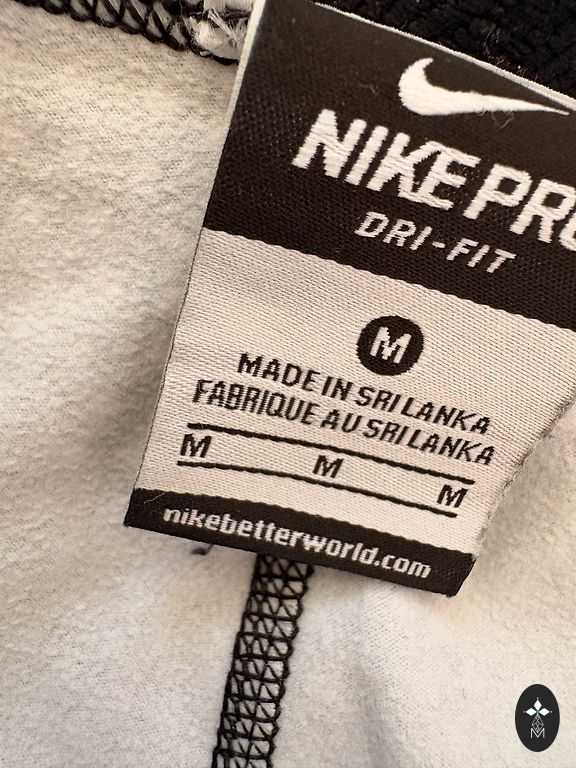 NIKE PRO
DRI-FIT
M
MADE IN SRI LANKA
FABRIQUE AU SRI LANKA
M M M
nikebetterworld.com
M